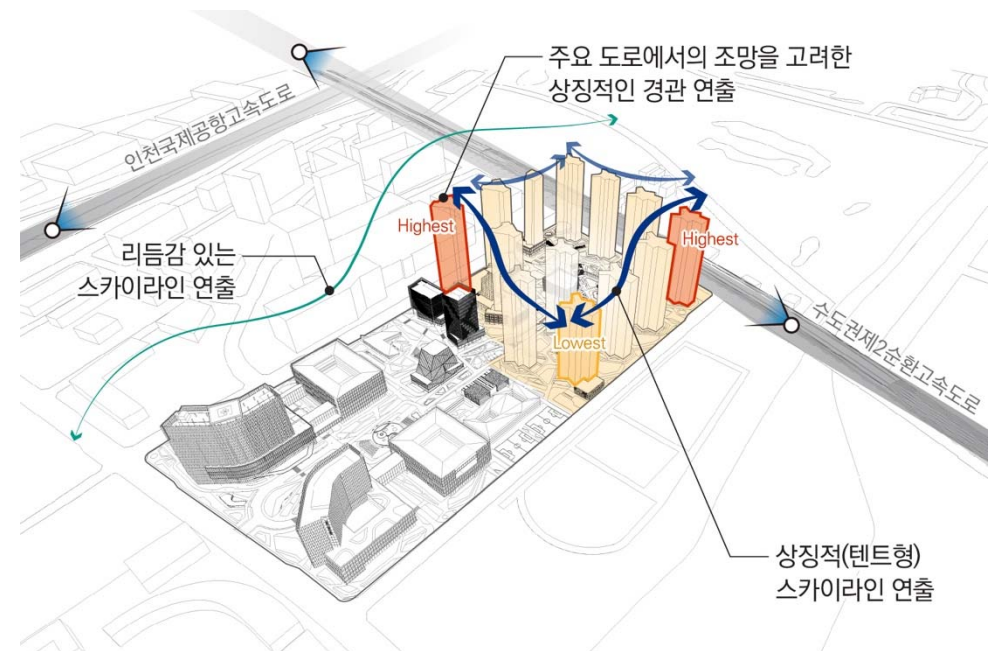 주요 도로에서의 조망을 고려한
상징적인 경관 연출
인천국제공항고속도로
Highest
Highest
리듬감 있는
스카이라인 연출
Lowest
수도권제2순환고속도로
상징적(텐트형)
스카이라인 연출